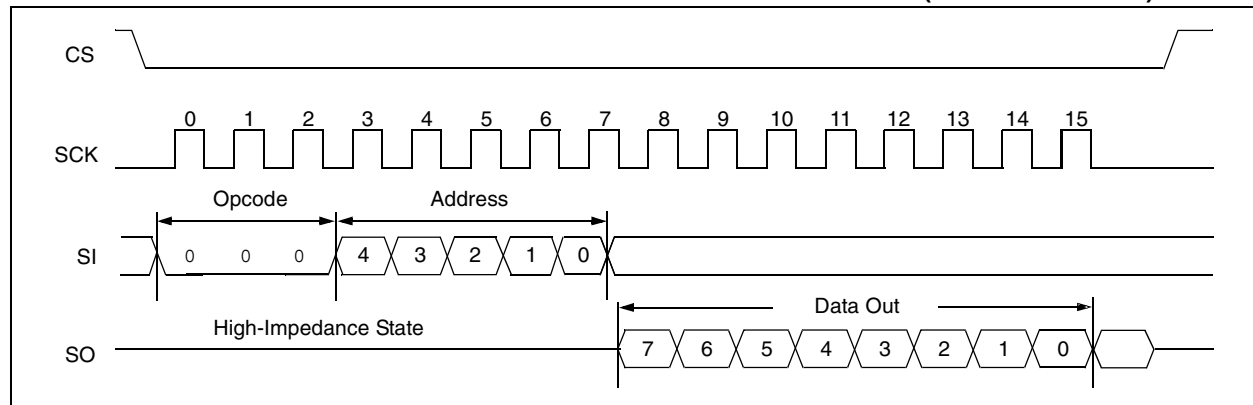 CS
0 1 2 3 4 5 6 7 8 9 10 11 12 13 14 15
SCK
Opcode Address
SI 0 0 0 4 3 2 1 0
Data Out
High-Impedance State
SO 7 6 5 4 3 2 1 0